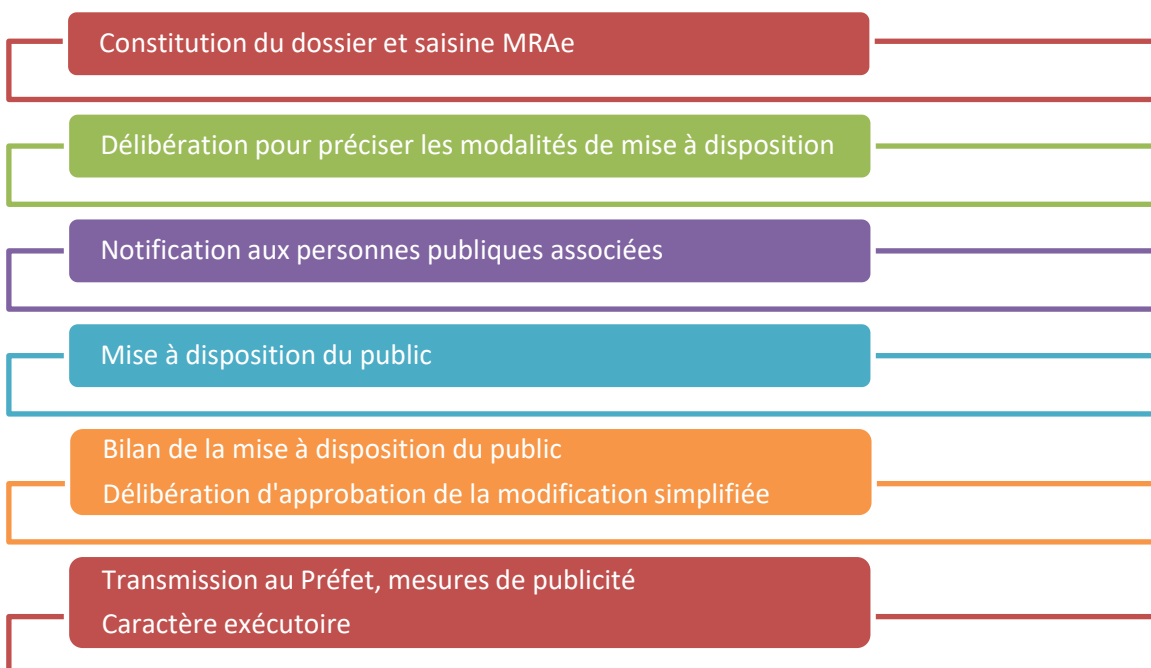 Constitution du dossier et saisine MRAe
Délibération pour préciser les modalités de mise à disposition
Notification aux personnes publiques associées
Mise à disposition du public
Bilan de la mise à disposition du public
Délibération d'approbation de la modification simplifiée
Transmission au Préfet, mesures de publicité
Caractère exécutoire